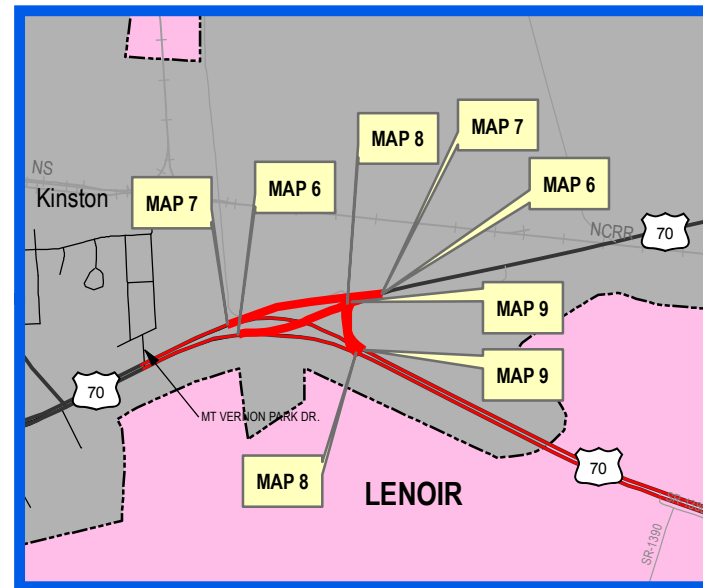 MAP 8
MAP 7
NS
MAP 6
MAP 6
Kinston
MAP 7
NCRR
70
MAP 9
MAP 9
70
MT VERNON PARK DR.
70
MAP 8
LENOIR
SR-1390